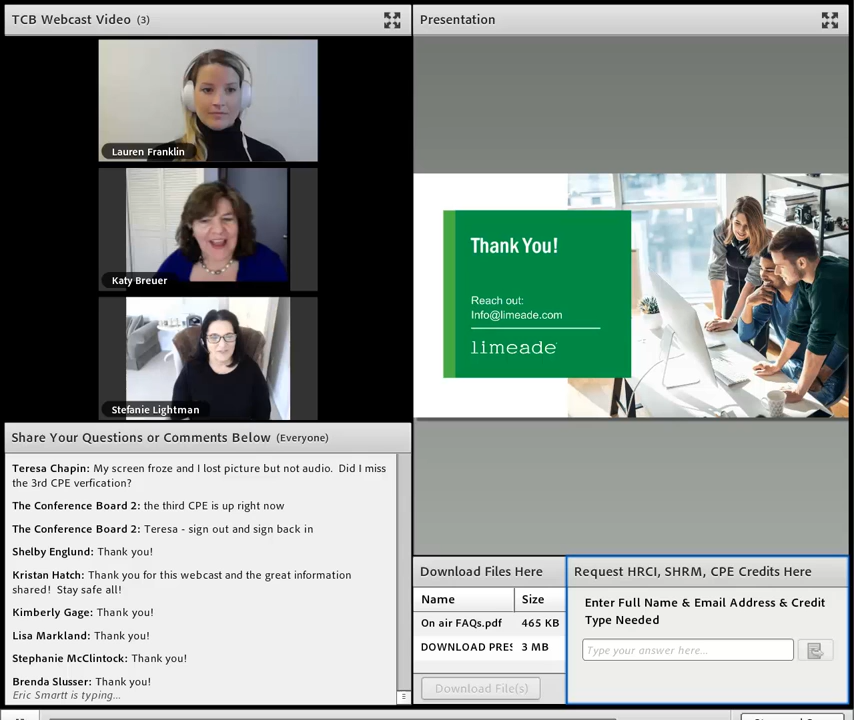 TCB Webcast Video (3)
Lauren Franklin
Katy Breuer
Stefanie Lightman
Share Your Questions or Comments Below (Everyone)
Teresa Chapin: My screen froze and I lost picture but not audio. Did I miss
the 3rd CPE verfication?
The Conference Board 2: the third CPE is up right now
The Conference Board 2: Teresa - sign out and sign back in
Shelby Englund: Thank you!
Kristan Hatch: Thank you for this webcast and the great information
shared! Stay safe all!
Kimberly Gage: Thank you!
Lisa Markland: Thank you!
Stephanie McClintock: Thank you!
Brenda Slusser: Thank you!
Eric Smartt is typing...
Presentation
Thank You!
Reach out:
Info@limeade.com
limeade
Download Files Here
Name Size
On air FAQs.pdf 465 KB
DOWNLOAD PRES 3 MB
Download File(s)
Request HRCI, SHRM, CPE Credits Here
Enter Full Name & Email Address & Credit
Type Needed
Type your answer here...